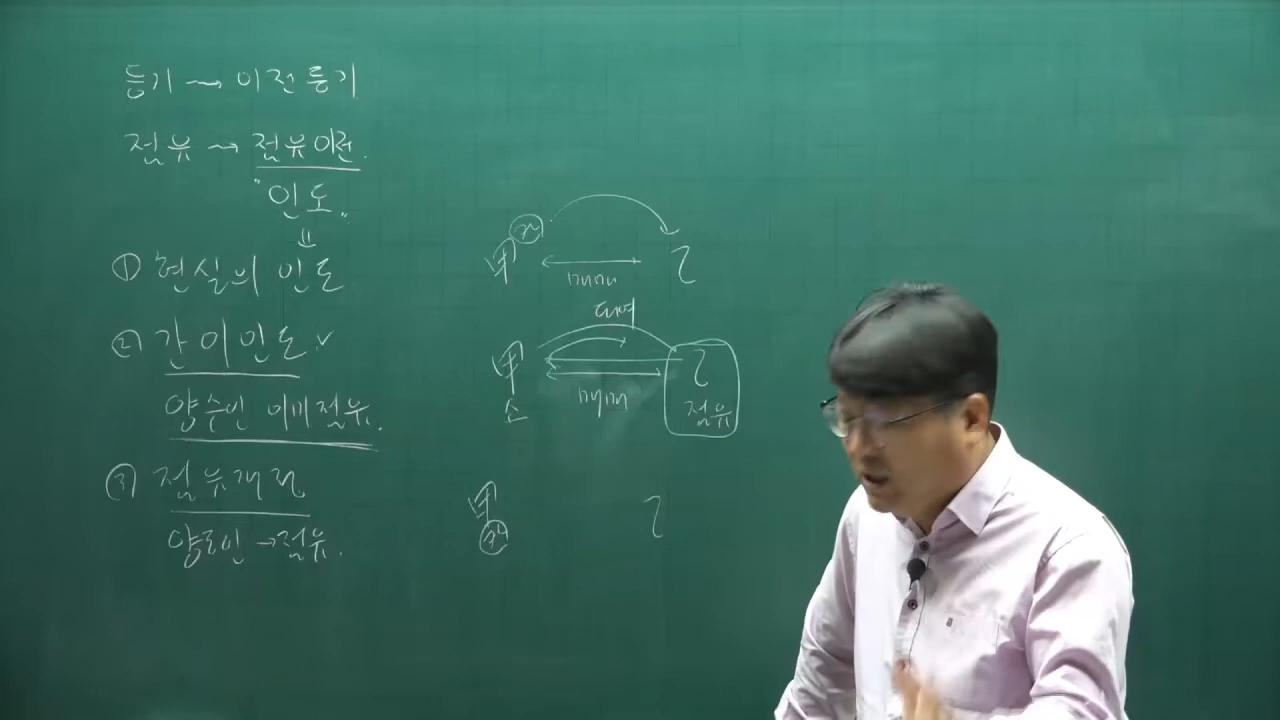 등기 → 이전등기
점유 → 점유이전.
"인도"
⇓
① 현실의 인도
② 간이인도 ✓
양수인 이미점유.
③ 점유개정
양도인 → 점유.
甲 乙
매매
대여
甲 乙
매매
소 점유
甲 乙